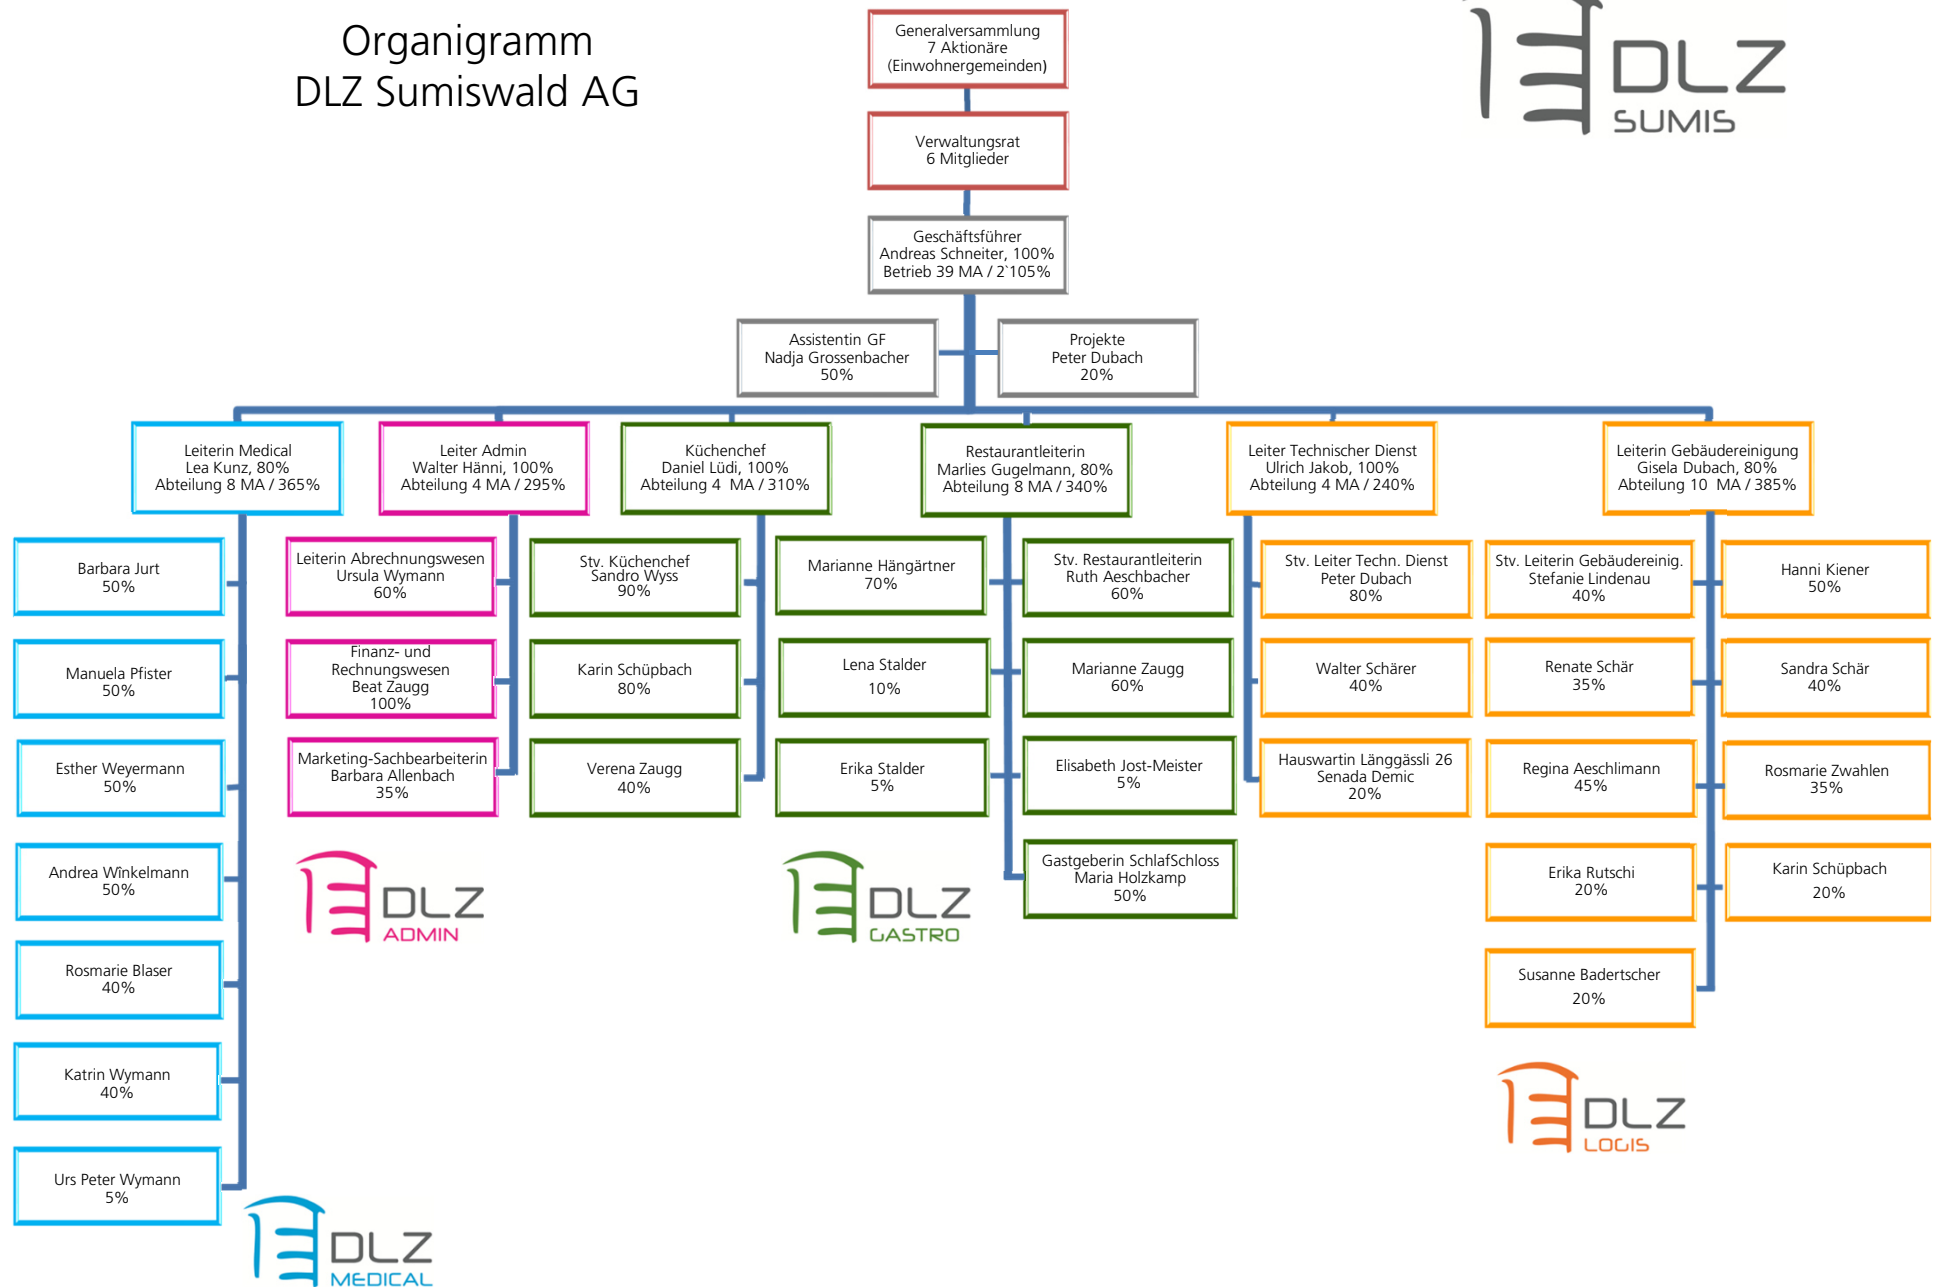 Organigramm
DLZ Sumiswald AG
Generalversammlung
7 Aktionäre
(Einwohnergemeinden)
DLZ
SUMIS
Verwaltungsrat
6 Mitglieder
Geschäftsführer
Andreas Schneiter, 100%
Betrieb 39 MA / 2`105%
Assistentin GF
Nadja Grossenbacher
50%
Projekte
Peter Dubach
20%
Leiterin Medical
Lea Kunz, 80%
Abteilung 8 MA / 365%
Leiter Admin
Walter Hänni, 100%
Abteilung 4 MA / 295%
Küchenchef
Daniel Lüdi, 100%
Abteilung 4 MA / 310%
Restaurantleiterin
Marlies Gugelmann, 80%
Abteilung 8 MA / 340%
Leiter Technischer Dienst
Ulrich Jakob, 100%
Abteilung 4 MA / 240%
Leiterin Gebäudereinigung
Gisela Dubach, 80%
Abteilung 10 MA / 385%
Barbara Jurt
50%
Manuela Pfister
50%
Esther Weyermann
50%
Andrea Winkelmann
50%
Rosmarie Blaser
40%
Katrin Wymann
40%
Urs Peter Wymann
5%
DLZ
MEDICAL
Leiterin Abrechnungswesen
Ursula Wymann
60%
Finanz- und
Rechnungswesen
Beat Zaugg
100%
Marketing-Sachbearbeiterin
Barbara Allenbach
35%
DLZ
ADMIN
Stv. Küchenchef
Sandro Wyss
90%
Karin Schüpbach
80%
Verena Zaugg
40%
Marianne Hängärtner
70%
Lena Stalder
10%
Erika Stalder
5%
DLZ
GASTRO
Stv. Restaurantleiterin
Ruth Aeschbacher
60%
Marianne Zaugg
60%
Elisabeth Jost-Meister
5%
Gastgeberin SchlafSchloss
Maria Holzkamp
50%
Stv. Leiter Techn. Dienst
Peter Dubach
80%
Walter Schärer
40%
Hauswartin Länggässli 26
Senada Demic
20%
Stv. Leiterin Gebäudereinig.
Stefanie Lindenau
40%
Renate Schär
35%
Regina Aeschlimann
45%
Erika Rutschi
20%
Susanne Badertscher
20%
Hanni Kiener
50%
Sandra Schär
40%
Rosmarie Zwahlen
35%
Karin Schüpbach
20%
DLZ
LOGIS